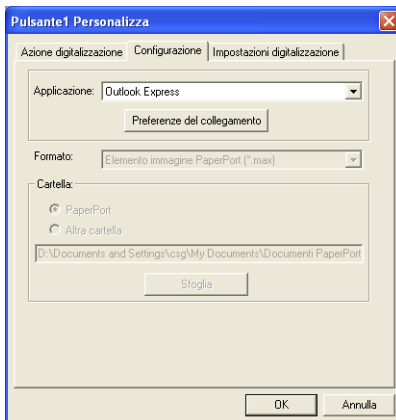 Pulsante1 Personalizza
Azione digitalizzazione Configurazione Impostazioni digitalizzazione
Applicazione: Outlook Express
Preferenze del collegamento
Formato: Elemento immagine PaperPort (*.max)
Cartella:
PaperPort
Altra cartella
D:\Documents and Settings\csg\My Documents\Documenti PaperPort
Sfoglia
OK Annulla